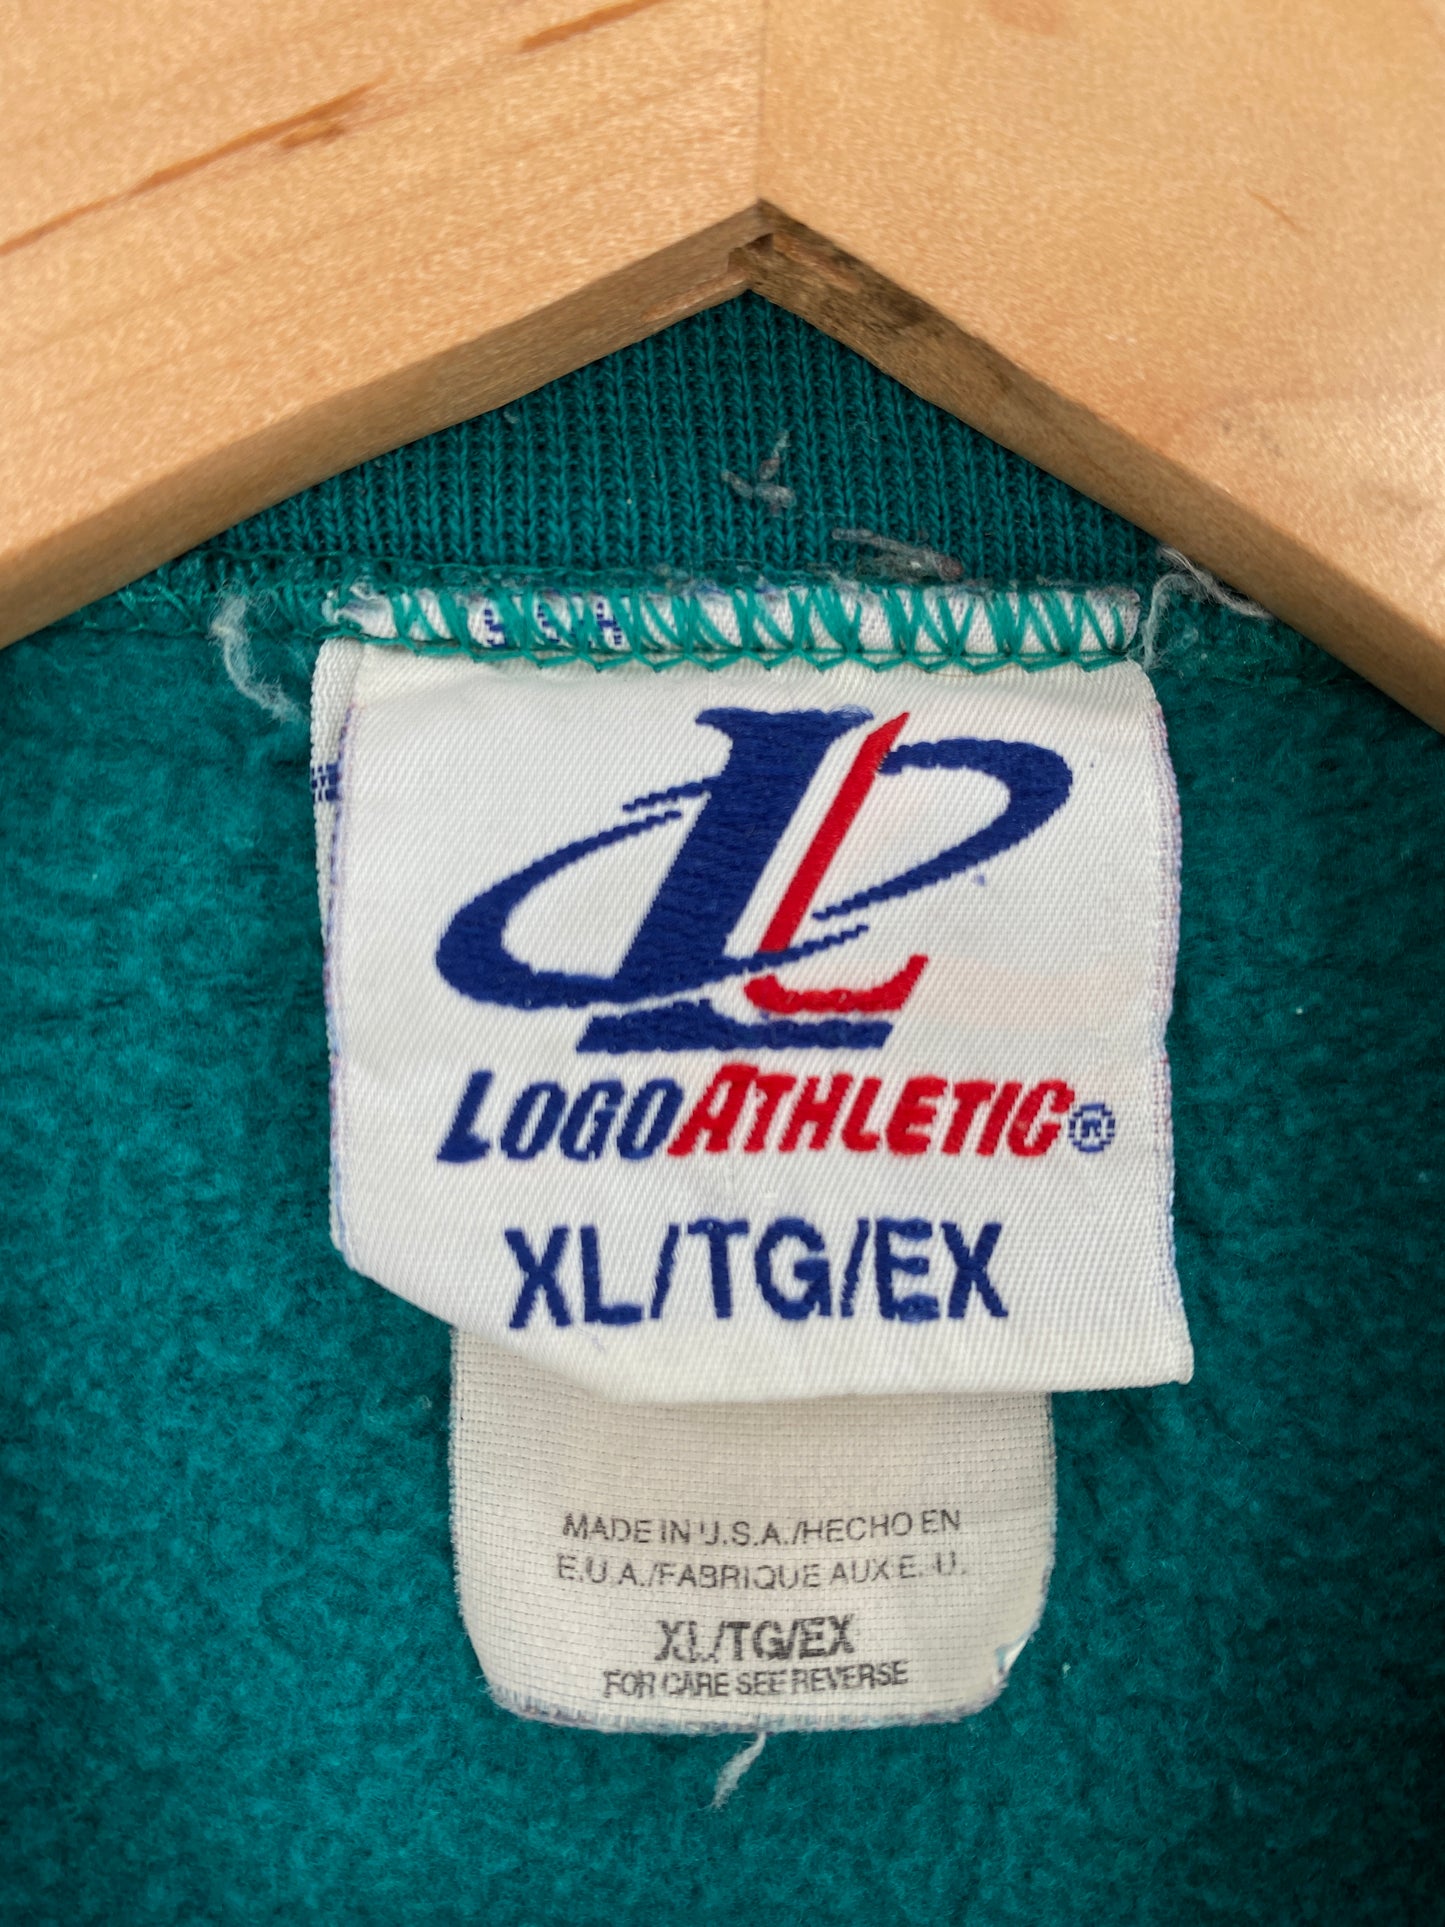 LOGOATHLETIC®
XL/TG/EX
MADE IN U.S.A./HECHO EN
E.U.A./FABRIQUE AUX E.-U.
XL/TG/EX
FOR CARE SEE REVERSE